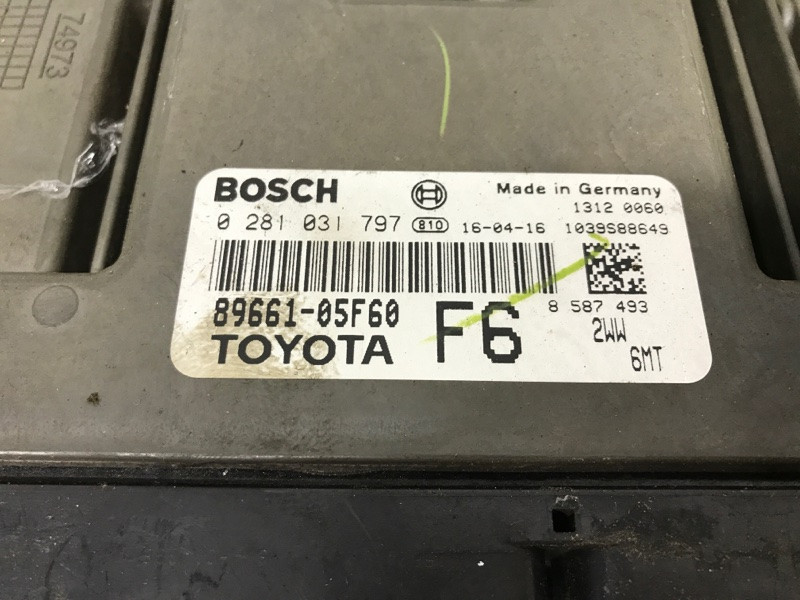 74973
BOSCH
Made in Germany
1312 0060
0 281 031 797 810 16-04-16 1039S88649
8 587 493
89661-05F60 F6 2WW
TOYOTA 6MT